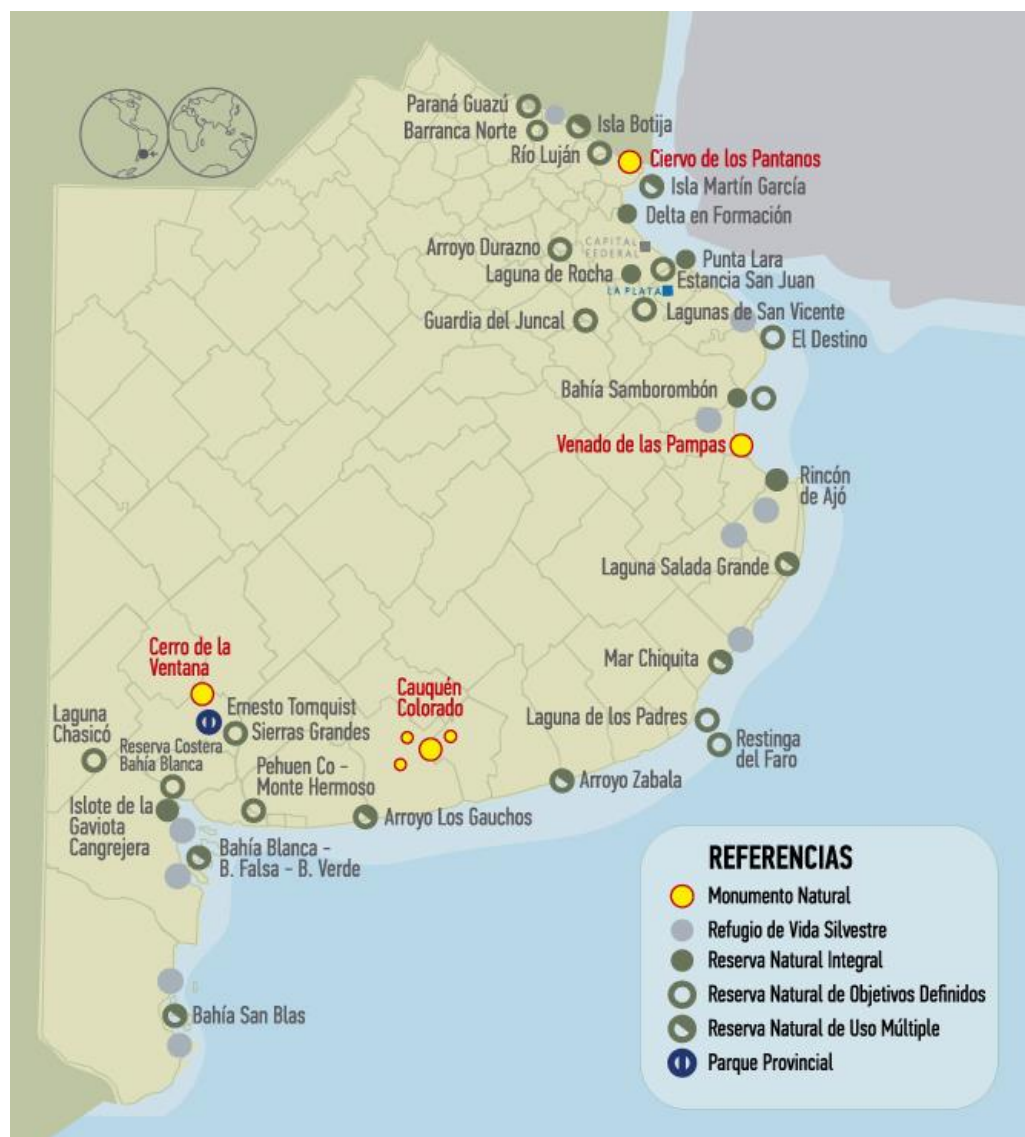 Paraná Guazú
Barranca Norte
Isla Botija
Río Luján
Ciervo de los Pantanos
Isla Martín García
Delta en Formación
CAPITAL
FEDERAL
Arroyo Durazno
Punta Lara
Laguna de Rocha
Estancia San Juan
LA PLATA
Lagunas de San Vicente
Guardia del Juncal
El Destino
Bahía Samborombón
Venado de las Pampas
Rincón
de Ajó
Laguna Salada Grande
Mar Chiquita
Cerro de la
Ventana
Cauquén
Colorado
Ernesto Tornquist
Sierras Grandes
Laguna
Chasicó
Reserva Costera
Bahía Blanca
Pehuen Co -
Monte Hermoso
Laguna de los Padres
Restinga
del Faro
Arroyo Zabala
Islote de la
Gaviota
Cangrejera
Arroyo Los Gauchos
Bahía Blanca -
B. Falsa - B. Verde
Bahía San Blas
REFERENCIAS
Monumento Natural
Refugio de Vida Silvestre
Reserva Natural Integral
Reserva Natural de Objetivos Definidos
Reserva Natural de Uso Múltiple
Parque Provincial